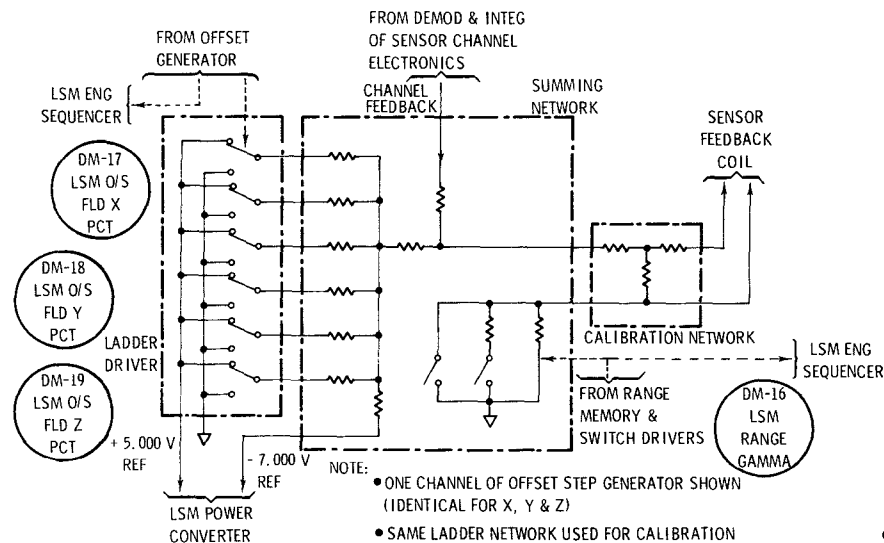 FROM OFFSET
GENERATOR
LSM ENG
SEQUENCER
FROM DEMOD & INTEG
OF SENSOR CHANNEL
ELECTRONICS
CHANNEL
FEEDBACK
SUMMING
NETWORK
SENSOR
FEEDBACK
COIL
DM-17
LSM O/S
FLD X
PCT
DM-18
LSM O/S
FLD Y
PCT
DM-19
LSM O/S
FLD Z
PCT
LADDER
DRIVER
CALIBRATION NETWORK
LSM ENG
SEQUENCER
FROM RANGE
MEMORY &
SWITCH DRIVERS
DM-16
LSM
RANGE
GAMMA
+ 5.000 V
REF
- 7.000 V
REF
LSM POWER
CONVERTER
NOTE:
● ONE CHANNEL OF OFFSET STEP GENERATOR SHOWN
(IDENTICAL FOR X, Y & Z)
● SAME LADDER NETWORK USED FOR CALIBRATION